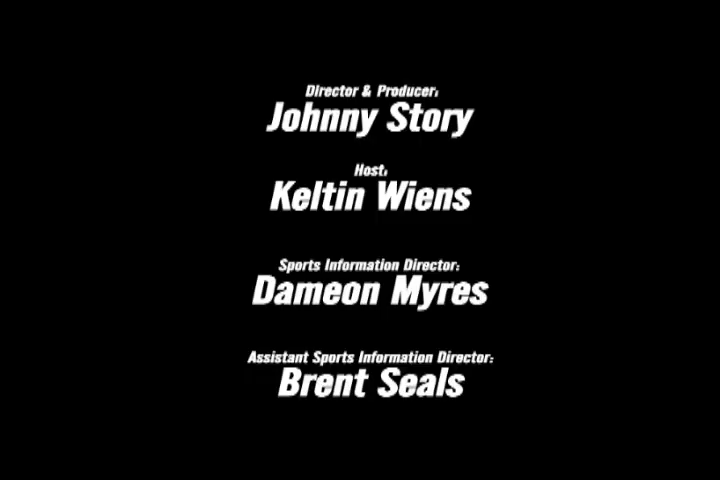 Director & Producer:
Johnny Story
Host:
Keltin Wiens
Sports Information Director:
Dameon Myres
Assistant Sports Information Director:
Brent Seals